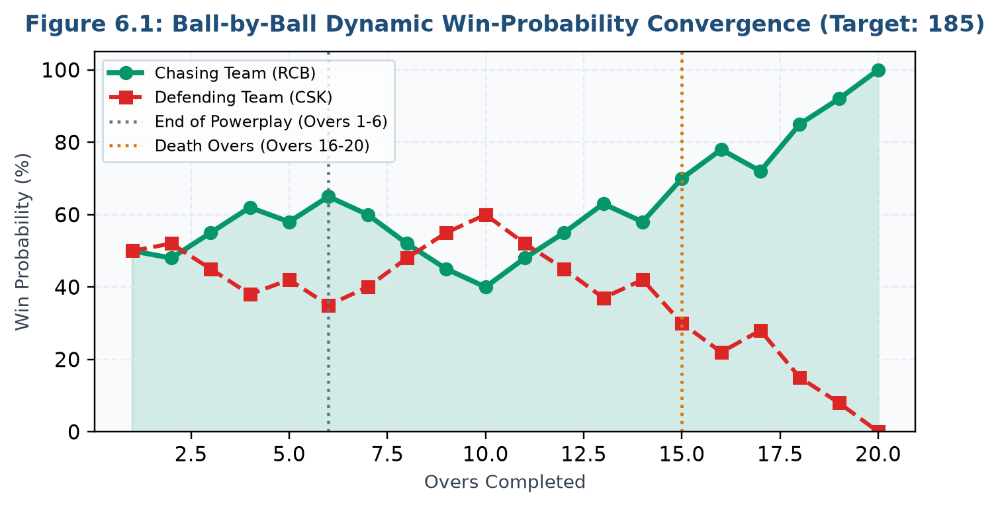 Figure 6.1: Ball-by-Ball Dynamic Win-Probability Convergence (Target: 185)
Chasing Team (RCB)
Defending Team (CSK)
End of Powerplay (Overs 1-6)
Death Overs (Overs 16-20)
Win Probability (%)
100
80
60
40
20
0
2.5 5.0 7.5 10.0 12.5 15.0 17.5 20.0
Overs Completed